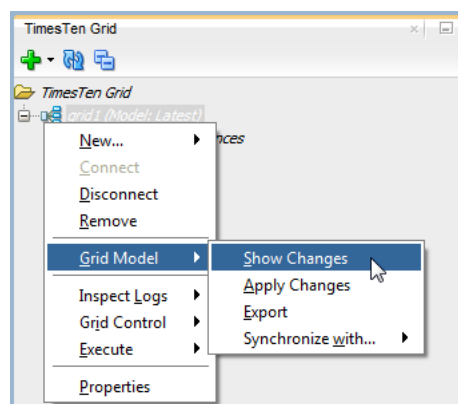 TimesTen Grid
TimesTen Grid
grid1 (Model: Latest)
New... nces
Connect
Disconnect
Remove
Grid Model Show Changes
Apply Changes
Inspect Logs Export
Grid Control Synchronize with...
Execute
Properties